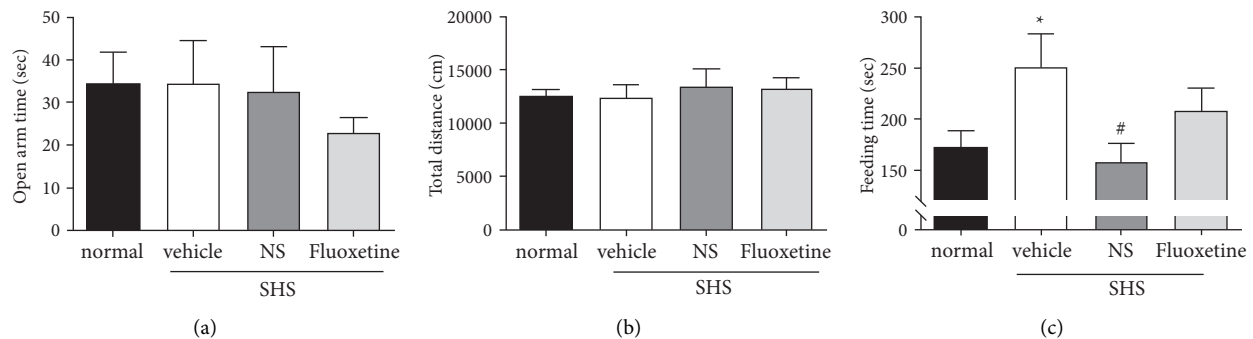 Open arm time (sec)
50
40
30
20
10
0
normal
vehicle
NS
Fluoxetine
SHS
(a)
Total distance (cm)
20000
15000
10000
5000
0
normal
vehicle
NS
Fluoxetine
SHS
(b)
Feeding time (sec)
300
250
200
150
0
*
#
normal
vehicle
NS
Fluoxetine
SHS
(c)